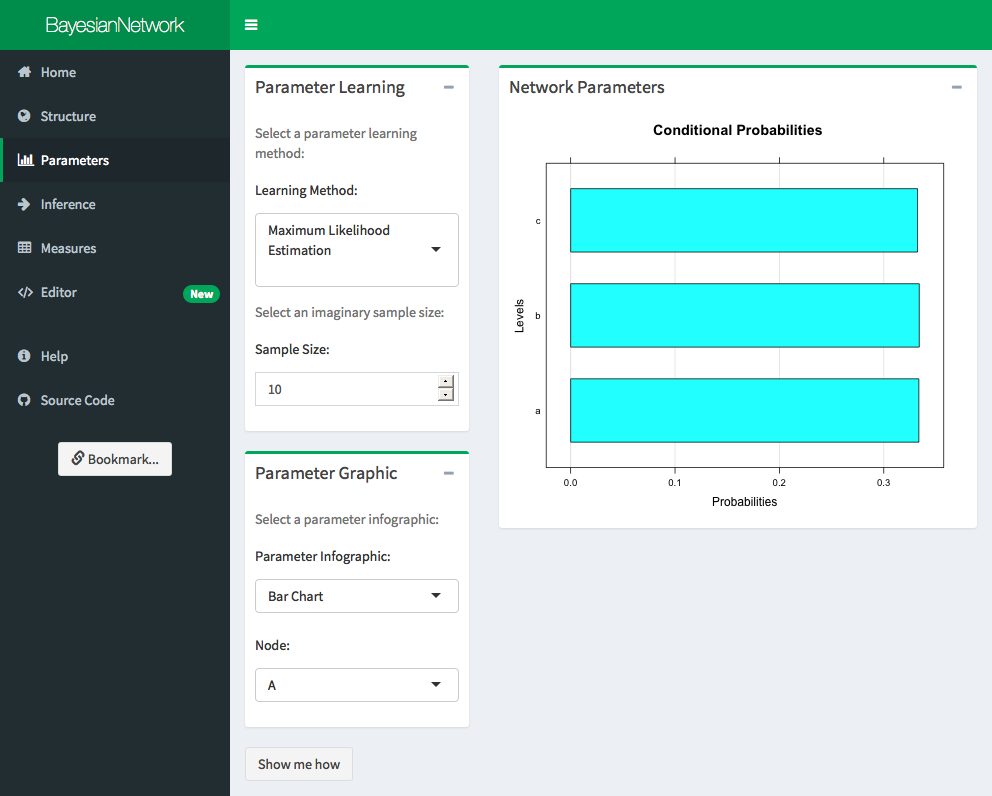 BayesianNetwork
Home
Structure
Parameters
Inference
Measures
Editor
New
Help
Source Code
Bookmark...
Parameter Learning
Select a parameter learning
method:
Learning Method:
Maximum Likelihood
Estimation
Select an imaginary sample size:
Sample Size:
10
Parameter Graphic
Select a parameter infographic:
Parameter Infographic:
Bar Chart
Node:
A
Show me how
Network Parameters
Conditional Probabilities
Levels
c
b
a
0.0 0.1 0.2 0.3
Probabilities